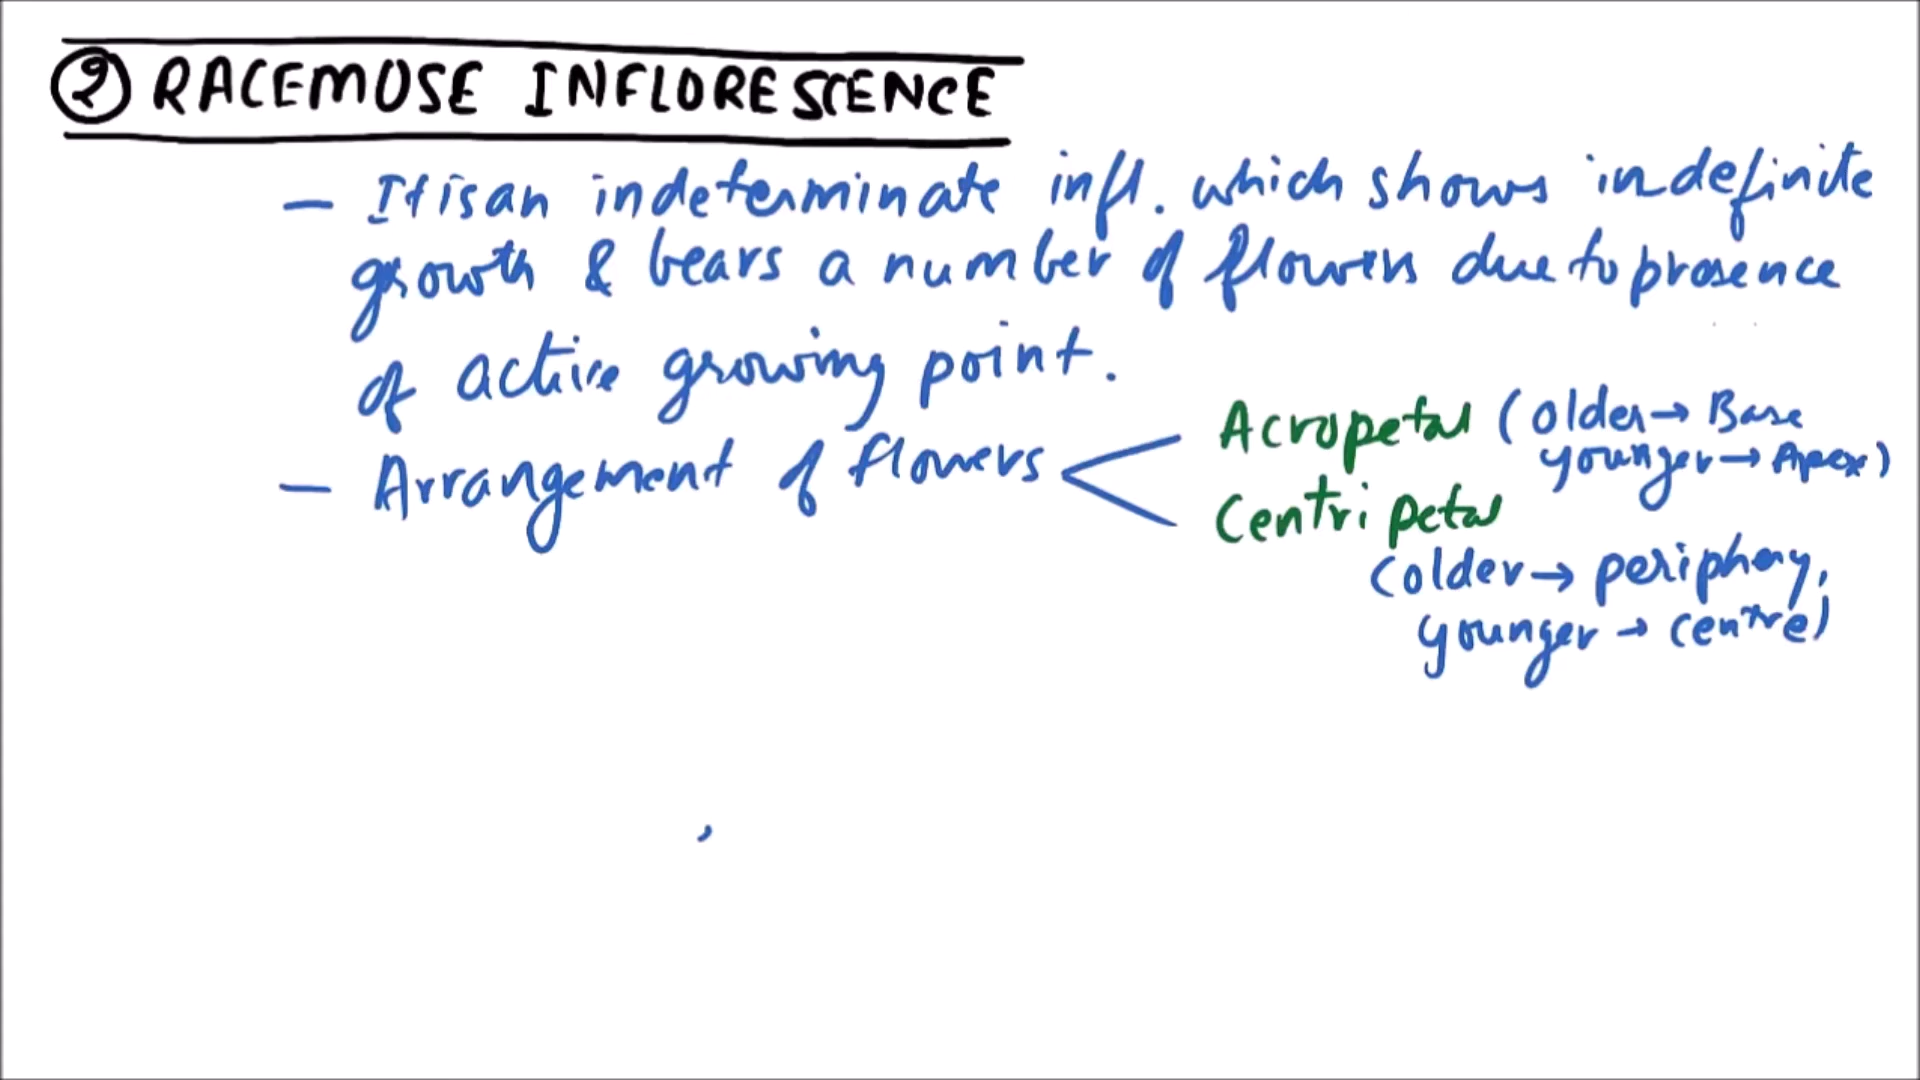 2 RACEMOSE INFLORESCENCE
– It is an indeterminate infl. which shows indefinite
growth & bears a number of flowers due to presence
of active growing point.
– Arrangement of flowers
Acropetal (older → Base
younger → Apex)
Centripetal
(older → periphery,
younger → centre)